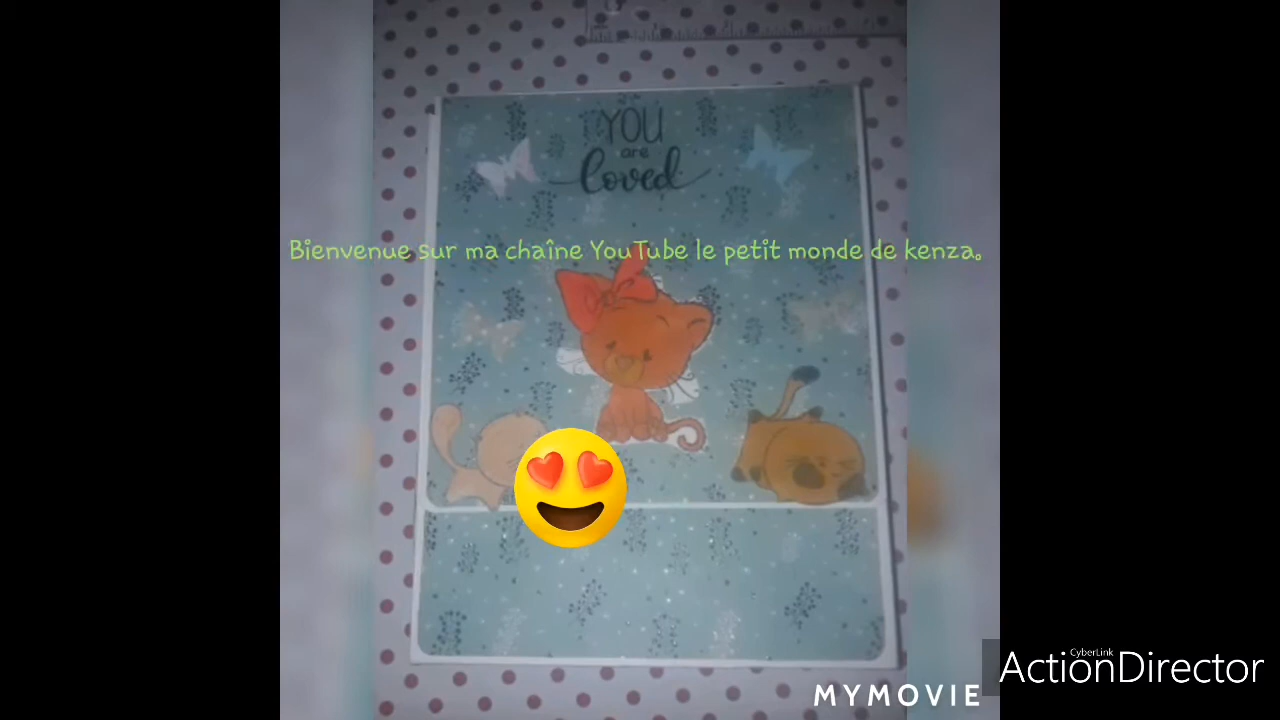 YOU
are
loved
Bienvenue sur ma chaîne YouTube le petit monde de kenza.
CyberLink
ActionDirector
MYMOVIE